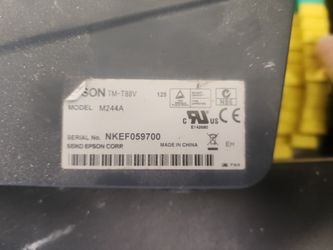 SON TM-T88V
MODEL M244A
SERIAL No. NKEF059700
SEIKO EPSON CORP. MADE IN CHINA